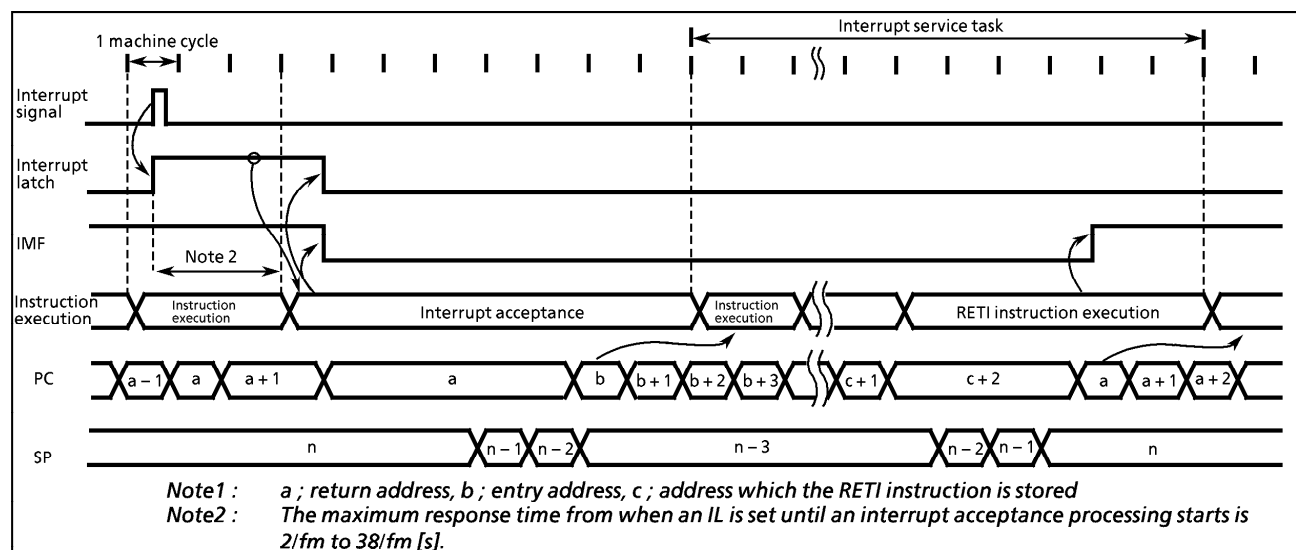 Interrupt service task
1 machine cycle
Interrupt
signal
Interrupt
latch
IMF
Note 2
Instruction
execution
Instruction
execution
Interrupt acceptance
Instruction
execution
RETI instruction execution
PC
a – 1
a
a + 1
a
b
b + 1
b + 2
b + 3
c + 1
c + 2
a
a + 1
a + 2
SP
n
n – 1
n – 2
n – 3
n – 2
n – 1
n
Note1 : a ; return address, b ; entry address, c ; address which the RETI instruction is stored
Note2 : The maximum response time from when an IL is set until an interrupt acceptance processing starts is
2/fm to 38/fm [s].